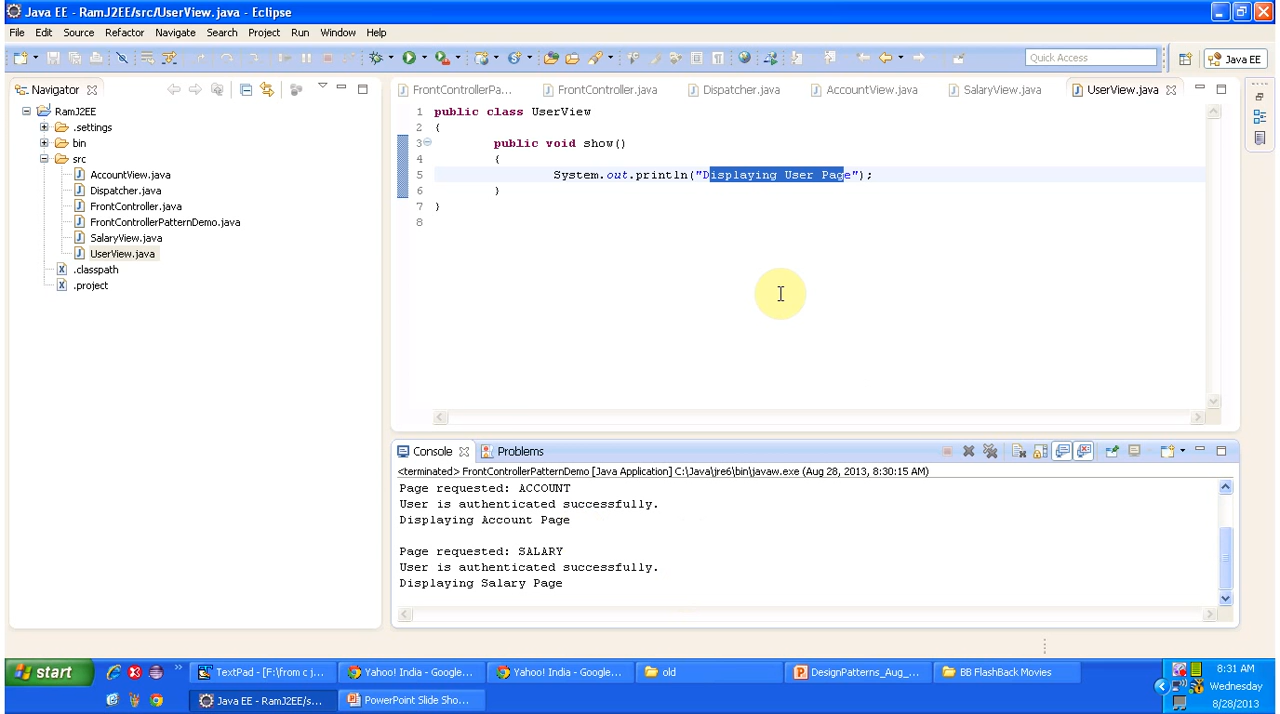 Java EE - RamJ2EE/src/UserView.java - Eclipse
File Edit Source Refactor Navigate Search Project Run Window Help
Quick Access
Java EE
Navigator
FrontControllerPa...
FrontController.java
Dispatcher.java
AccountView.java
SalaryView.java
UserView.java
RamJ2EE
.settings
bin
src
AccountView.java
Dispatcher.java
FrontController.java
FrontControllerPatternDemo.java
SalaryView.java
UserView.java
.classpath
.project
1 public class UserView
2 {
3 public void show()
4 {
5 System.out.println("Displaying User Page");
6 }
7 }
8
Console Problems
<terminated> FrontControllerPatternDemo [Java Application] C:\Java\jre6\bin\javaw.exe (Aug 28, 2013, 8:30:15 AM)
Page requested: ACCOUNT
User is authenticated successfully.
Displaying Account Page
Page requested: SALARY
User is authenticated successfully.
Displaying Salary Page
start
TextPad - [F:\from c j...
Yahoo! India - Google...
Yahoo! India - Google...
old
DesignPatterns_Aug_...
BB FlashBack Movies
8:31 AM
Wednesday
8/28/2013
Java EE - RamJ2EE/s...
PowerPoint Slide Sho...